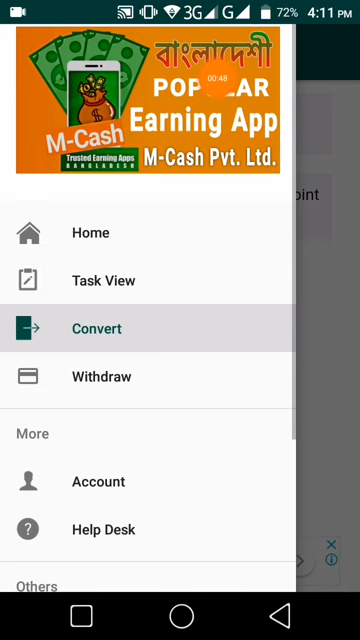 3G G 72% 4:11 PM
বাংলাদেশী
00:48
Earning App
M-Cash
Trusted Earning Apps
BANGLADESH
M-Cash Pvt. Ltd.
oint
Home
Task View
Convert
Withdraw
More
Account
Help Desk
Others